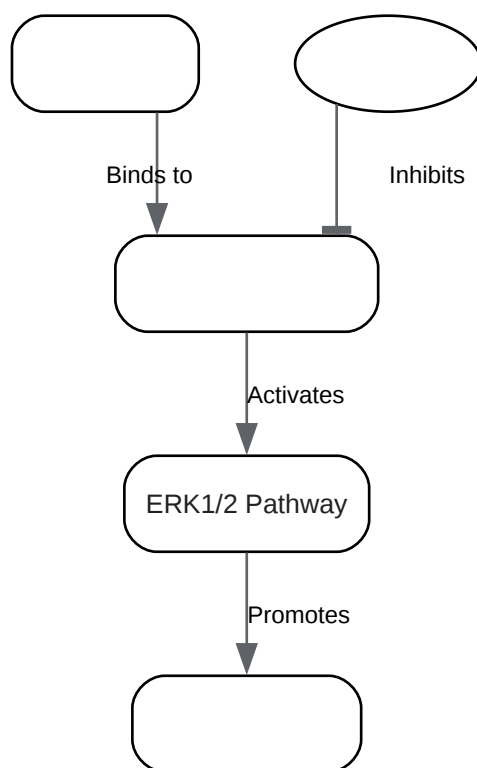 Binds to
Inhibits
Activates
ERK1/2 Pathway
Promotes